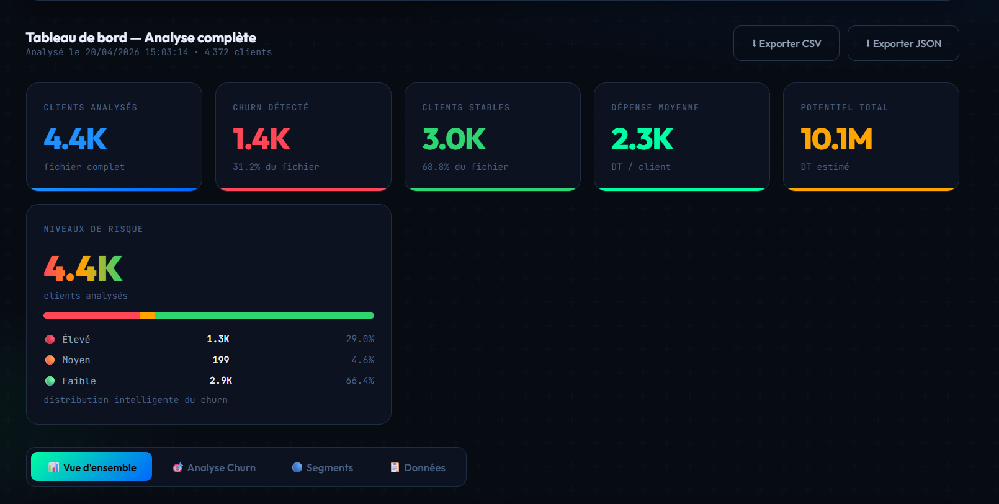 Tableau de bord — Analyse complète
Analysé le 20/04/2026 15:03:14 · 4 372 clients
⬇ Exporter CSV
⬇ Exporter JSON
CLIENTS ANALYSÉS
4.4K
fichier complet
CHURN DÉTECTÉ
1.4K
31.2% du fichier
CLIENTS STABLES
3.0K
68.8% du fichier
DÉPENSE MOYENNE
2.3K
DT / client
POTENTIEL TOTAL
10.1M
DT estimé
NIVEAUX DE RISQUE
4.4K
clients analysés
Élevé 1.3K 29.0%
Moyen 199 4.6%
Faible 2.9K 66.4%
distribution intelligente du churn
Vue d'ensemble
Analyse Churn
Segments
Données